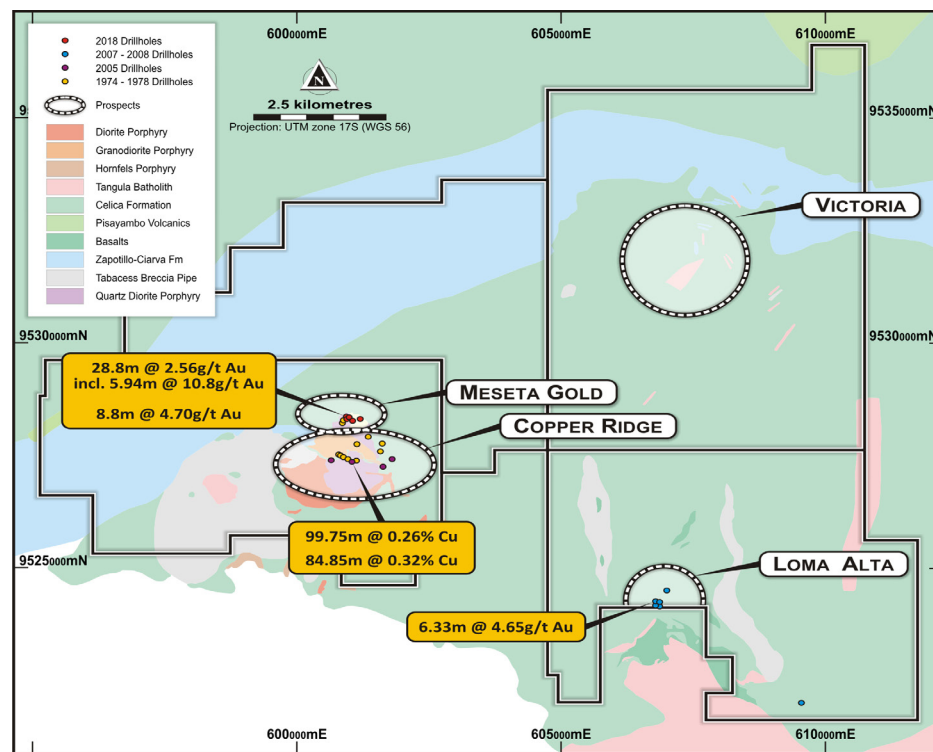 600000mE
605000mE
610000mE
2018 Drillholes
2007 - 2008 Drillholes
2005 Drillholes
1974 - 1978 Drillholes
Prospects
Diorite Porphyry
Granodiorite Porphyry
Hornfels Porphyry
Tangula Batholith
Celica Formation
Pisayambo Volcanics
Basalts
Zapotillo-Ciarva Fm
Tabacess Breccia Pipe
Quartz Diorite Porphyry
N
2.5 kilometres
Projection: UTM zone 17S (WGS 56)
9535000mN
VICTORIA
9530000mN
9530000mN
28.8m @ 2.56g/t Au
incl. 5.94m @ 10.8g/t Au
8.8m @ 4.70g/t Au
MESETA GOLD
COPPER RIDGE
99.75m @ 0.26% Cu
84.85m @ 0.32% Cu
9525000mN
9525000mN
LOMA ALTA
6.33m @ 4.65g/t Au
600000mE
605000mE
610000mE